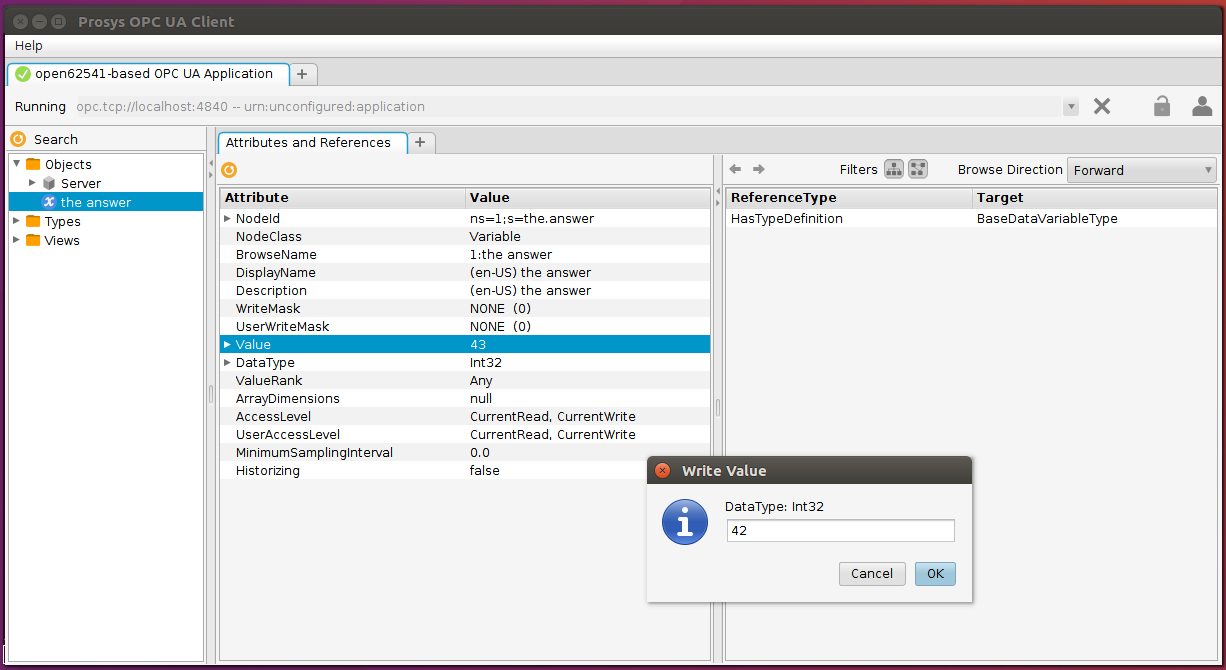 Prosys OPC UA Client
Help
open62541-based OPC UA Application +
Running opc.tcp://localhost:4840 -- urn:unconfigured:application
Search
Objects
Server
the answer
Types
Views
Attributes and References +
Attribute Value
NodeId ns=1;s=the.answer
NodeClass Variable
BrowseName 1:the answer
DisplayName (en-US) the answer
Description (en-US) the answer
WriteMask NONE (0)
UserWriteMask NONE (0)
Value 43
DataType Int32
ValueRank Any
ArrayDimensions null
AccessLevel CurrentRead, CurrentWrite
UserAccessLevel CurrentRead, CurrentWrite
MinimumSamplingInterval 0.0
Historizing false
Filters Browse Direction Forward
ReferenceType Target
HasTypeDefinition BaseDataVariableType
Write Value
DataType: Int32
42
Cancel OK